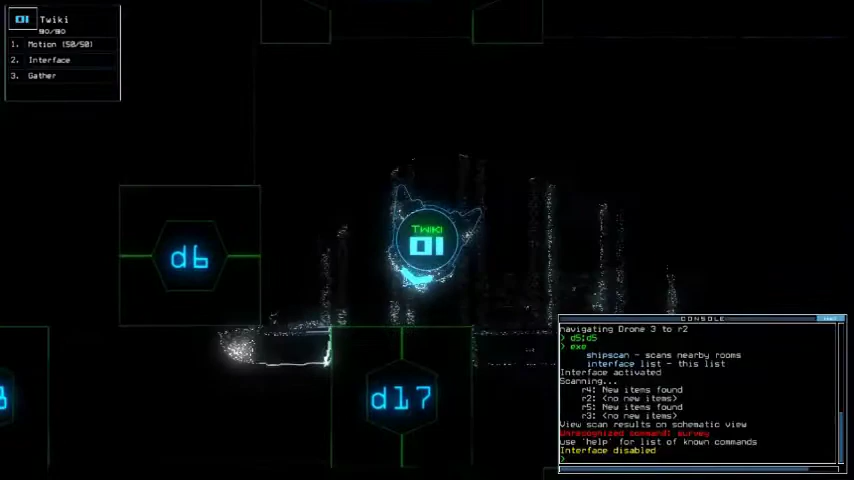 01 Twiki
90/90
1. Motion (50/50)
2. Interface
3. Gather
d6
TWIKI
01
d17
CONSOLE
navigating Drone 3 to r2
> d5;d5
> exe
shipscan - scans nearby rooms
interface list - this list
Interface activated
Scanning...
r4: New items found
r2: <no new items>
r5: New items found
r3: <no new items>
View scan results on schematic view
Unrecognized command: survey
use 'help' for list of known commands
Interface disabled
>